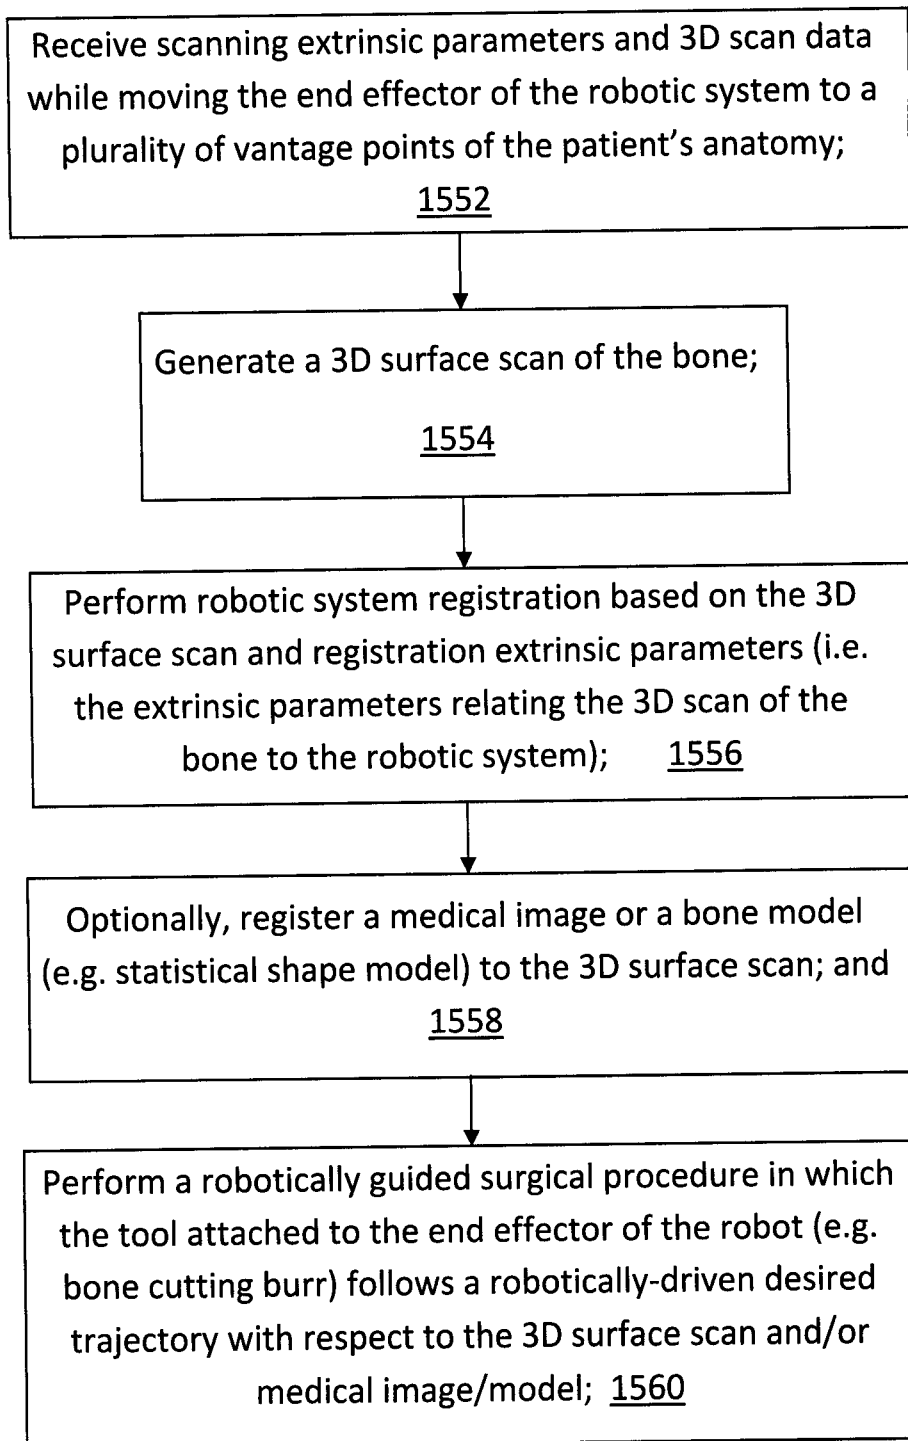 Receive scanning extrinsic parameters and 3D scan data
while moving the end effector of the robotic system to a
plurality of vantage points of the patient's anatomy;
1552
Generate a 3D surface scan of the bone;
1554
Perform robotic system registration based on the 3D
surface scan and registration extrinsic parameters (i.e.
the extrinsic parameters relating the 3D scan of the
bone to the robotic system); 1556
Optionally, register a medical image or a bone model
(e.g. statistical shape model) to the 3D surface scan; and
1558
Perform a robotically guided surgical procedure in which
the tool attached to the end effector of the robot (e.g.
bone cutting burr) follows a robotically-driven desired
trajectory with respect to the 3D surface scan and/or
medical image/model; 1560